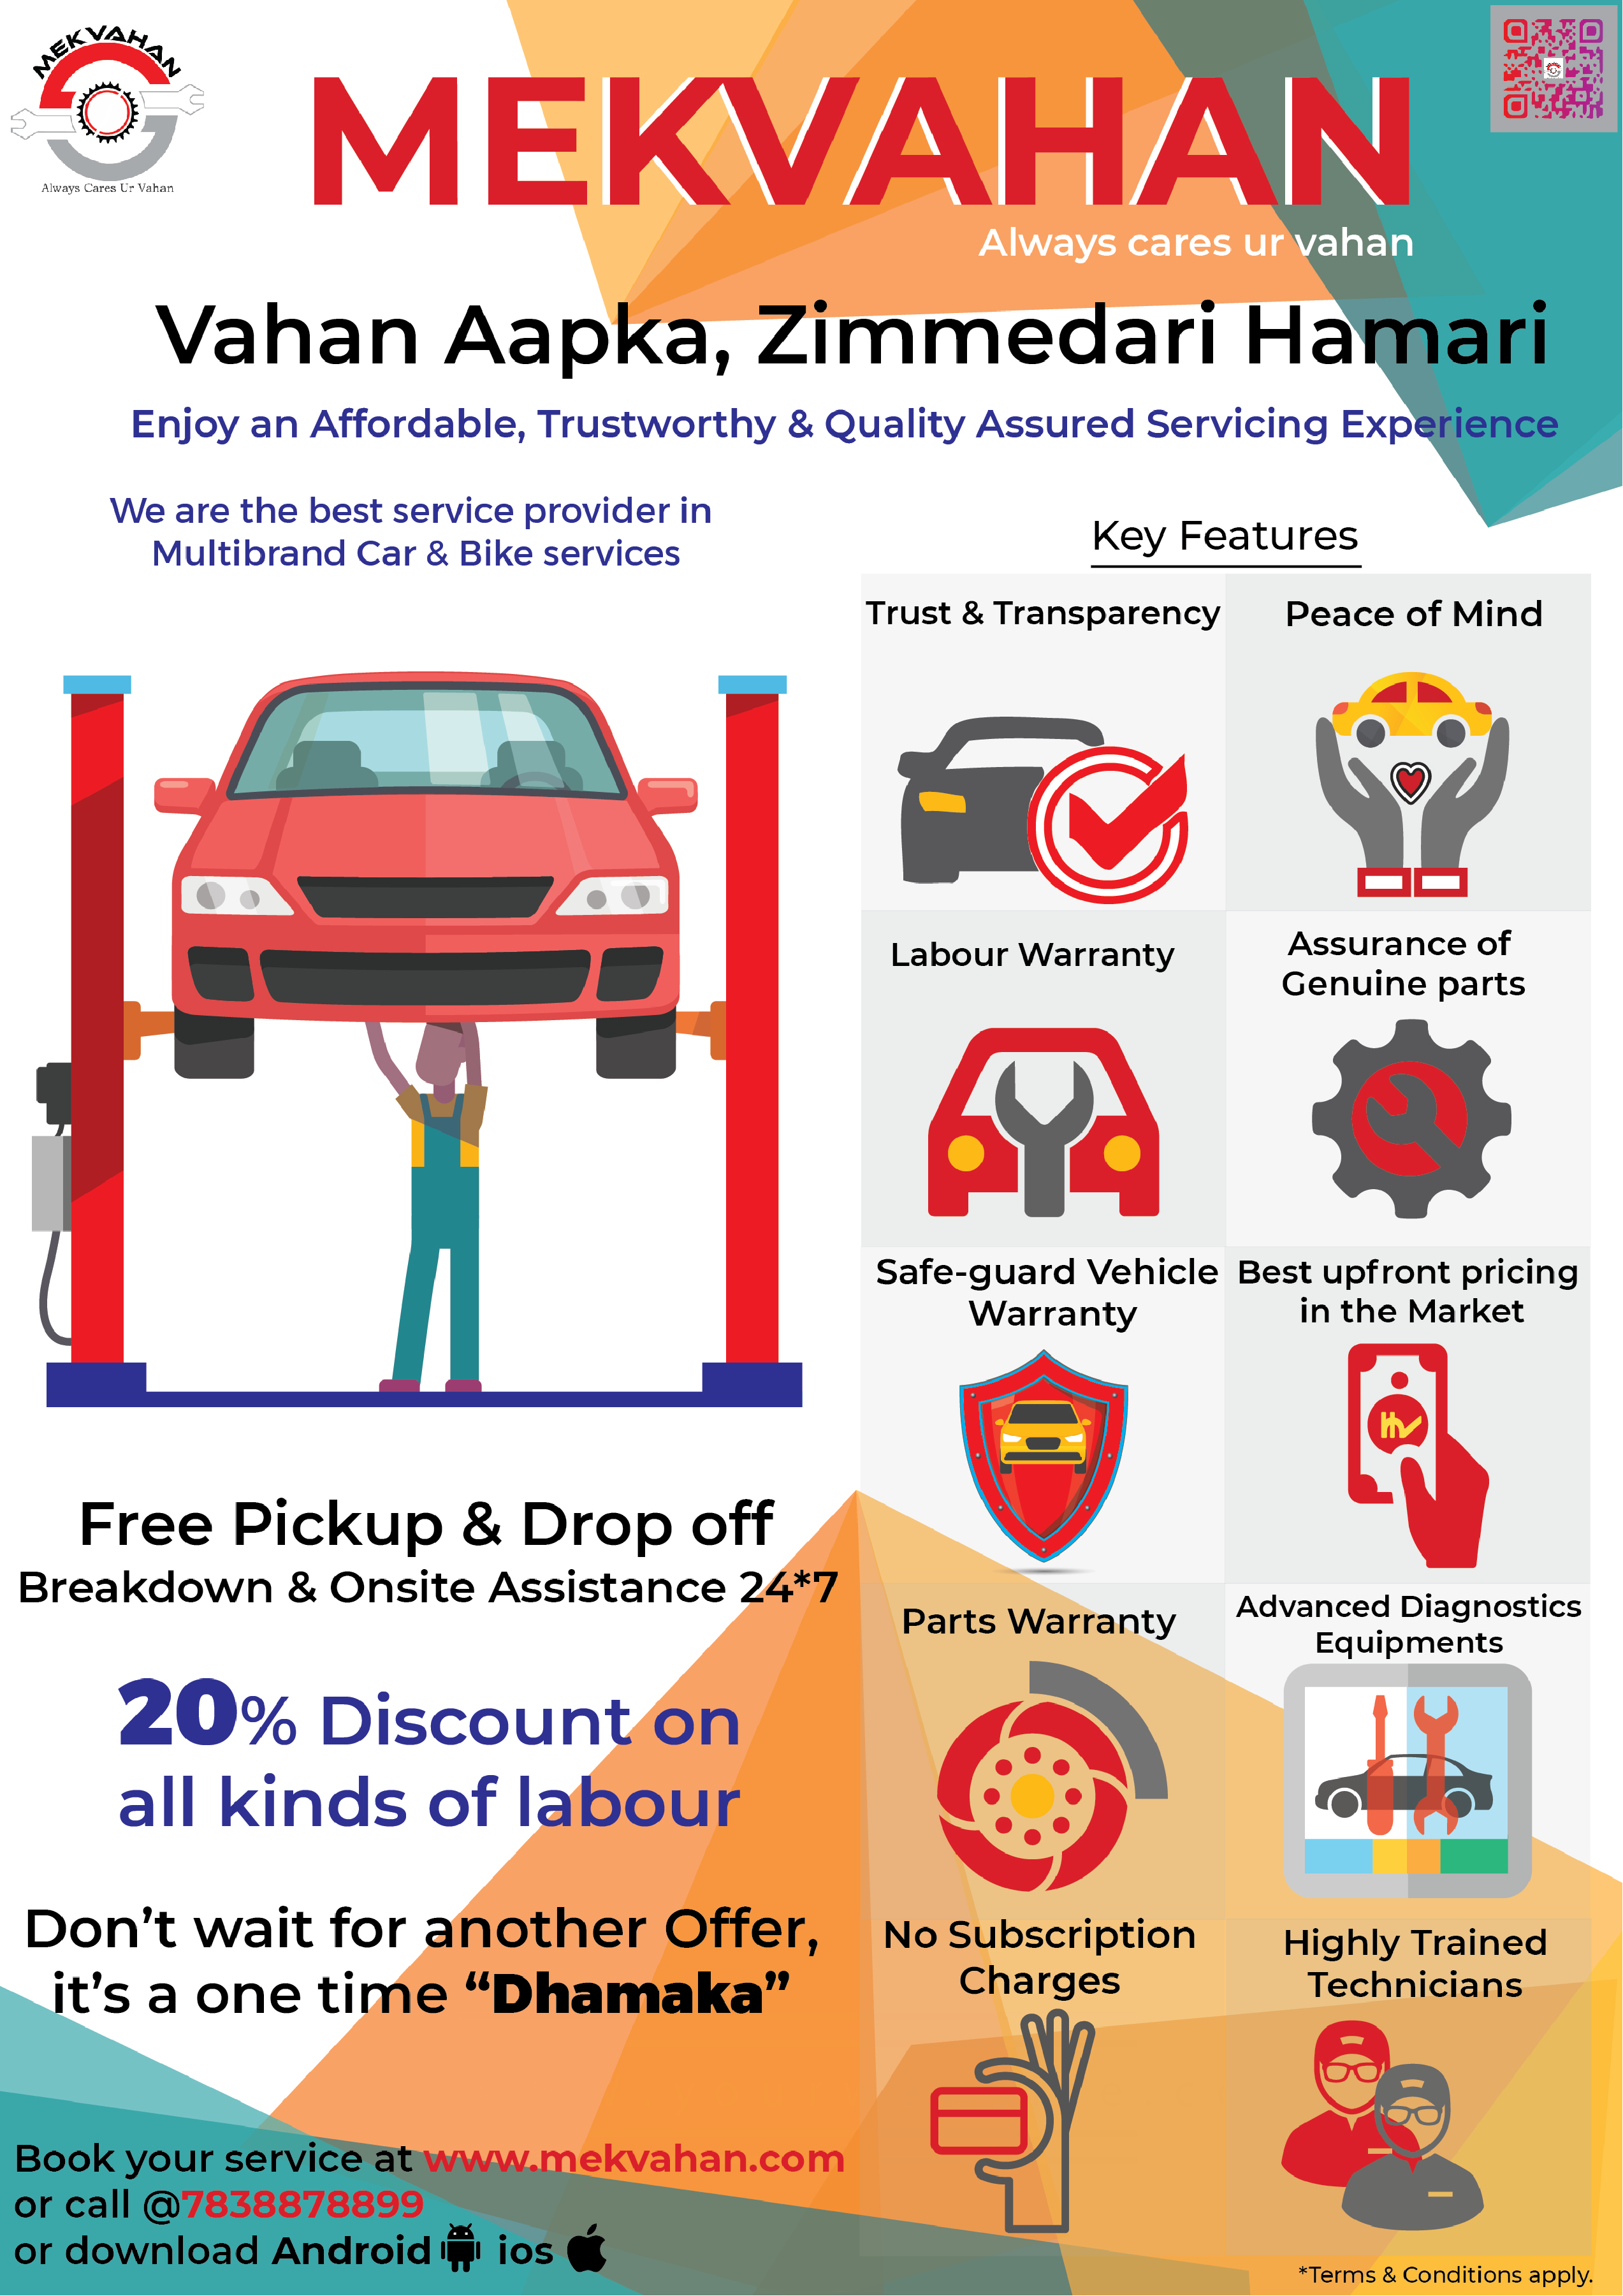 MEKVAHAN
Always Cares Ur Vahan
MEKVAHAN
Always cares ur vahan
Vahan Aapka, Zimmedari Hamari
Enjoy an Affordable, Trustworthy & Quality Assured Servicing Experience
We are the best service provider in
Multibrand Car & Bike services
Key Features
Trust & Transparency
Peace of Mind
Labour Warranty
Assurance of
Genuine parts
Safe-guard Vehicle
Warranty
Best upfront pricing
in the Market
Parts Warranty
Advanced Diagnostics
Equipments
No Subscription
Charges
Highly Trained
Technicians
Free Pickup & Drop off
Breakdown & Onsite Assistance 24*7
20% Discount on
all kinds of labour
Don't wait for another Offer,
it's a one time “Dhamaka”
Book your service at www.mekvahan.com
or call @7838878899
or download Android ios
*Terms & Conditions apply.